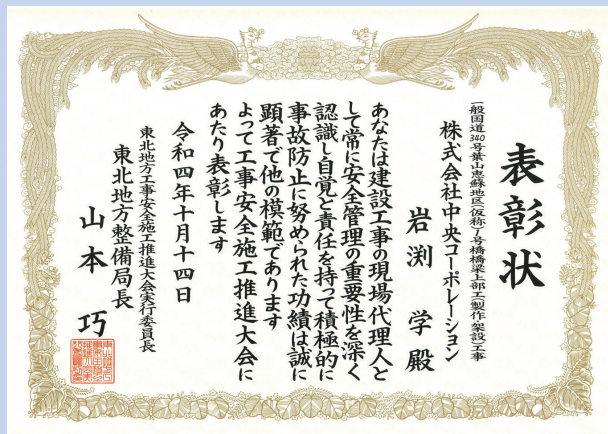 表彰状
一般国道340号葉山恵蘇地区(仮称)1号橋橋梁上部工製作架設工事
株式会社中央コーポレーション
岩渕 学 殿
あなたは建設工事の現場代理人と
して常に安全管理の重要性を深く
認識し自覚と責任を持って積極的に
事故防止に努められた功績は誠に
顕著で他の模範であります
よって工事安全施工推進大会に
あたり表彰します
令和四年十月十四日
東北地方工事安全施工推進大会実行委員長
東北地方整備局長
山本 巧